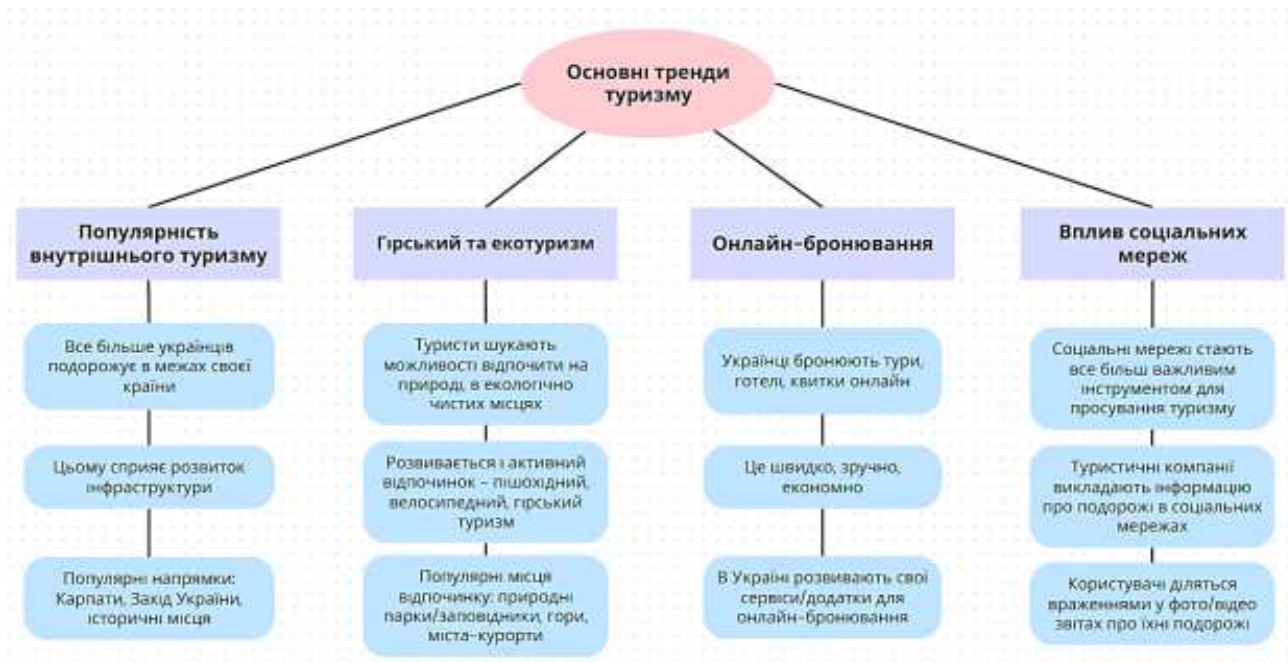 Основні тренди
туризму
Популярність
внутрішнього туризму
Все більше українців
подорожує в межах своєї
країни
Цьому сприяє розвиток
інфраструктури
Популярні напрямки:
Карпати, Захід України,
історичні місця
Гірський та екотуризм
Туристи шукають
можливості відпочити на
природі, в екологічно
чистих місцях
Розвивається і активний
відпочинок – пішохідний,
велосипедний, гірський
туризм
Популярні місця
відпочинку: природні
парки/заповідники, гори,
міста-курорти
Онлайн-бронювання
Українці бронюють тури,
готелі, квитки онлайн
Це швидко, зручно,
економно
В Україні розвивають свої
сервіси/додатки для
онлайн-бронювання
Вплив соціальних
мереж
Соціальні мережі стають
все більш важливим
інструментом для
просування туризму
Туристичні компанії
викладають інформацію
про подорожі в соціальних
мережах
Користувачі діляться
враженнями у фото/відео
звітах про їхні подорожі